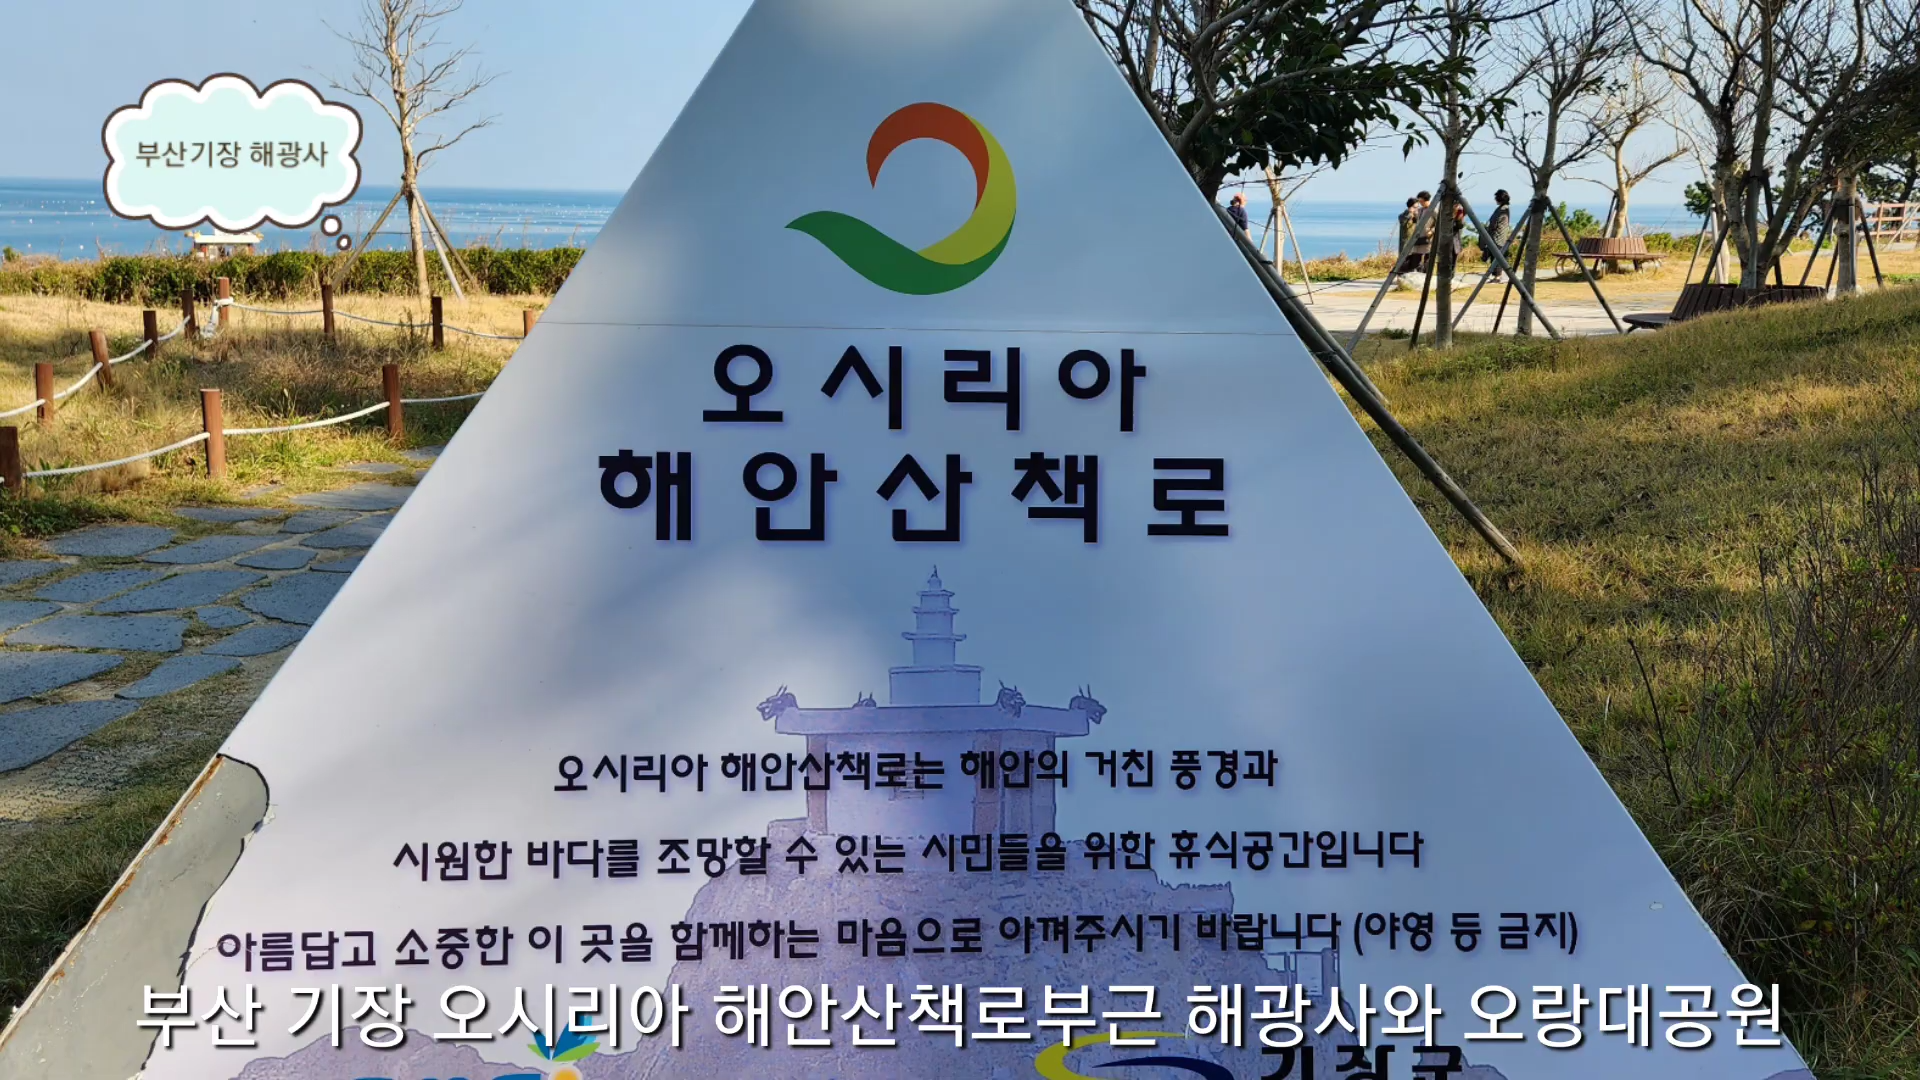 부산기장 해광사
오시리아
해안산책로
오시리아 해안산책로는 해안의 거친 풍경과
시원한 바다를 조망할 수 있는 시민들을 위한 휴식공간입니다
아름답고 소중한 이 곳을 함께하는 마음으로 아껴주시기 바랍니다 (야영 등 금지)
부산 기장 오시리아 해안산책로부근 해광사와 오랑대공원
기장군